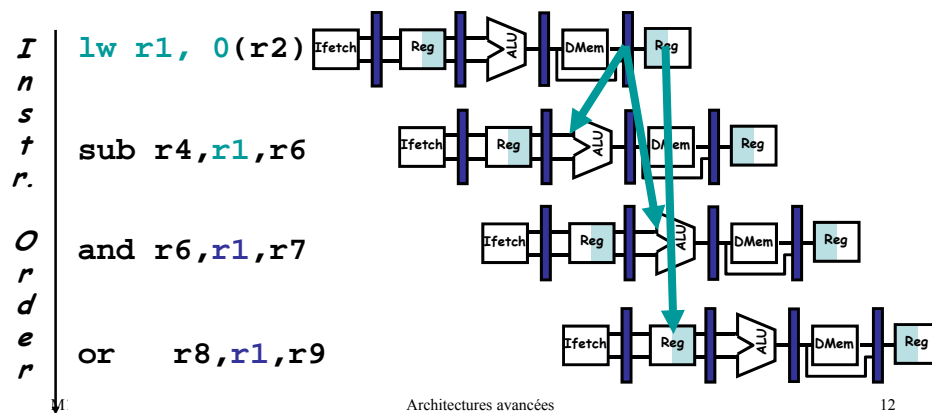 Instr. Order
lw r1, 0(r2)
Ifetch Reg ALU DMem Reg
sub r4,r1,r6
Ifetch Reg ALU DMem Reg
and r6,r1,r7
Ifetch Reg ALU DMem Reg
or r8,r1,r9
Ifetch Reg ALU DMem Reg
Architectures avancées
12